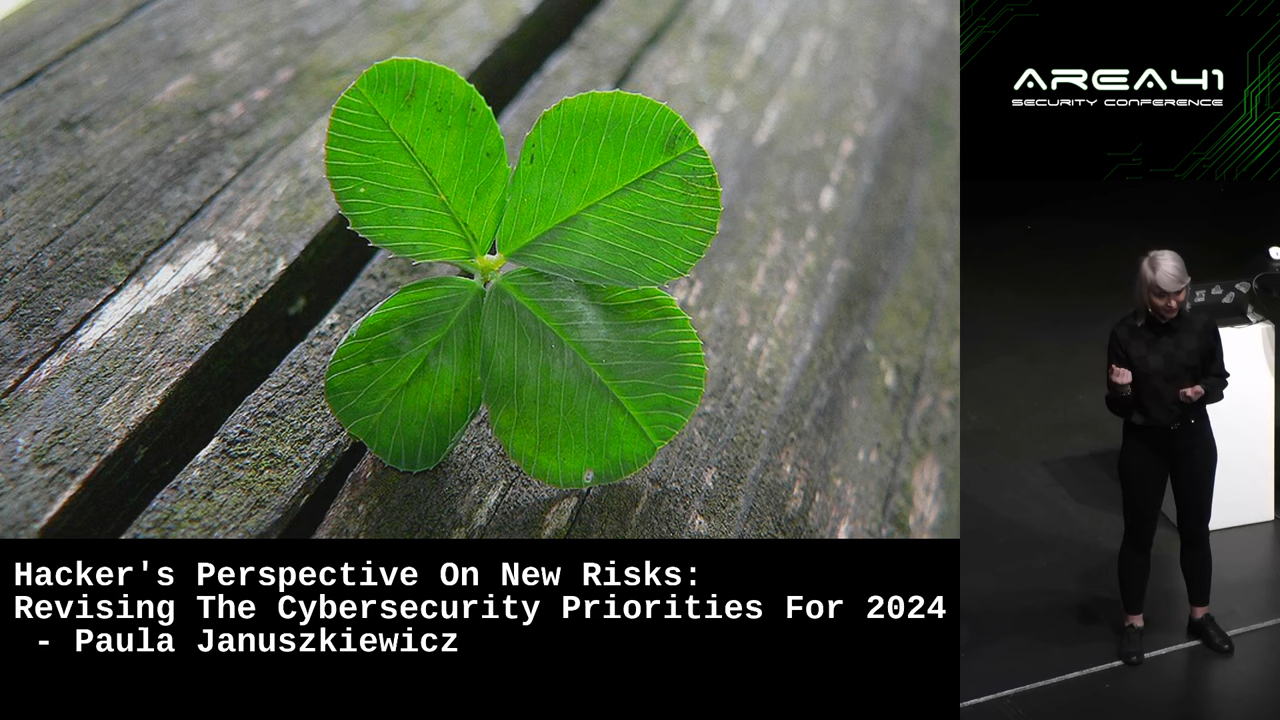 AREA41
SECURITY CONFERENCE
Hacker's Perspective On New Risks:
Revising The Cybersecurity Priorities For 2024
- Paula Januszkiewicz